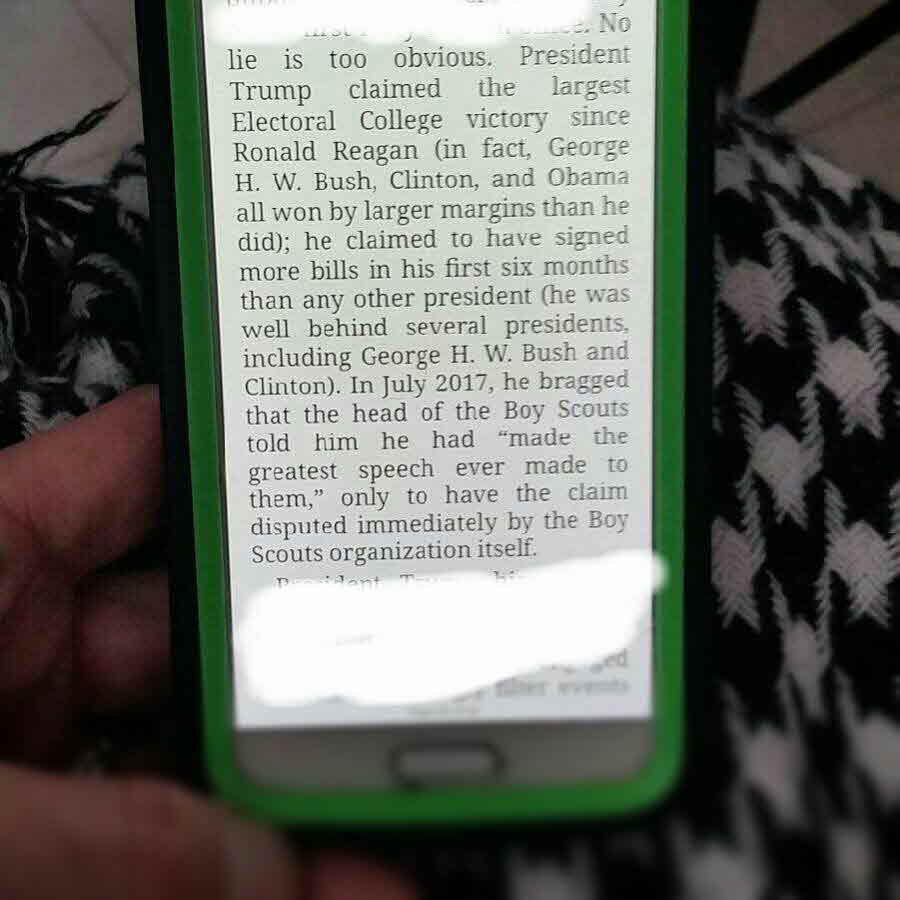 No
lie is too obvious. President
Trump claimed the largest
Electoral College victory since
Ronald Reagan (in fact, George
H. W. Bush, Clinton, and Obama
all won by larger margins than he
did); he claimed to have signed
more bills in his first six months
than any other president (he was
well behind several presidents,
including George H. W. Bush and
Clinton). In July 2017, he bragged
that the head of the Boy Scouts
told him he had “made the
greatest speech ever made to
them,” only to have the claim
disputed immediately by the Boy
Scouts organization itself.
President
events